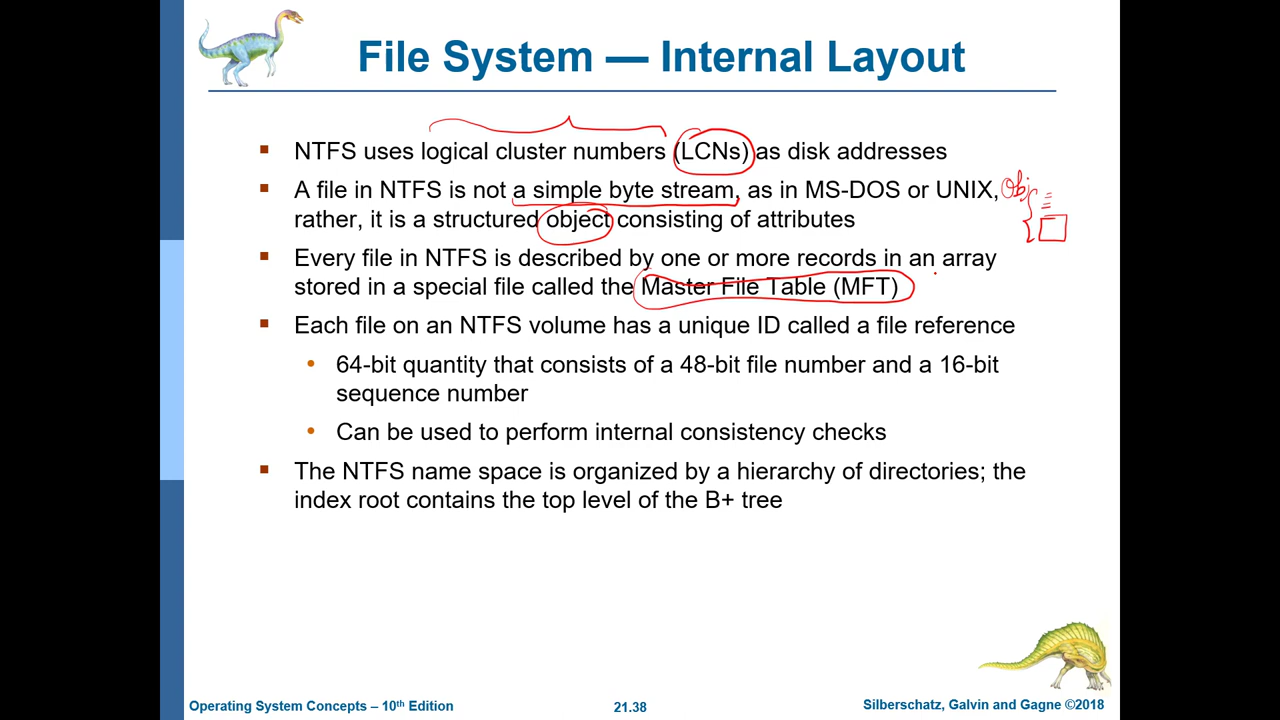 File System — Internal Layout
▪ NTFS uses logical cluster numbers (LCNs) as disk addresses
▪ A file in NTFS is not a simple byte stream, as in MS-DOS or UNIX,
Obj
rather, it is a structured object consisting of attributes
▪ Every file in NTFS is described by one or more records in an array
stored in a special file called the Master File Table (MFT)
▪ Each file on an NTFS volume has a unique ID called a file reference
• 64-bit quantity that consists of a 48-bit file number and a 16-bit
sequence number
• Can be used to perform internal consistency checks
▪ The NTFS name space is organized by a hierarchy of directories; the
index root contains the top level of the B+ tree
Operating System Concepts – 10th Edition
21.38
Silberschatz, Galvin and Gagne ©2018